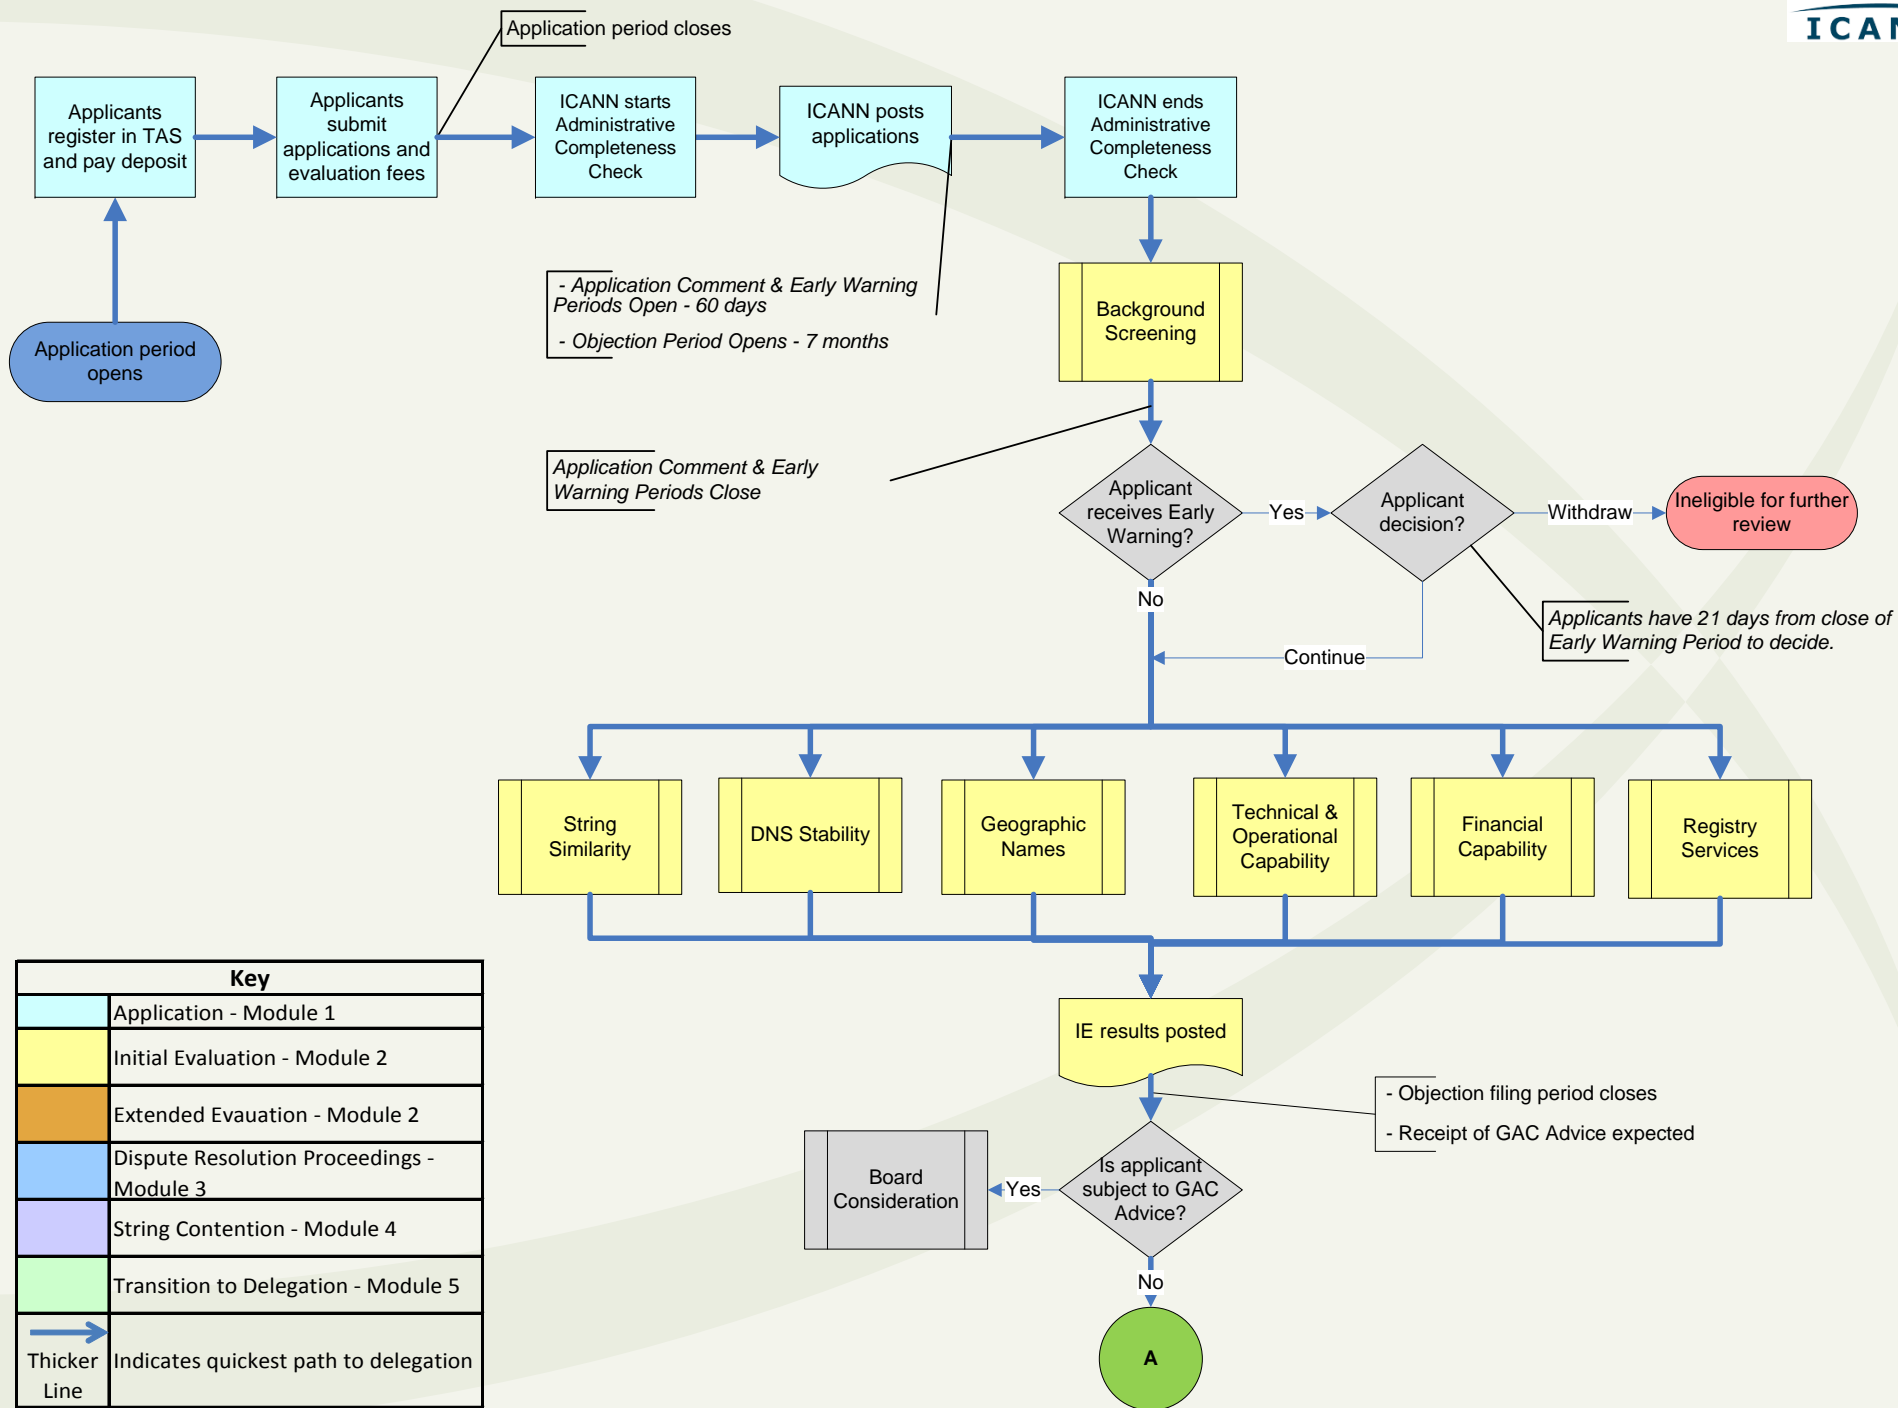 Application period closes
ICAN
Applicants
register in TAS
and pay deposit
Applicants
submit
applications and
evaluation fees
ICANN starts
Administrative
Completeness
Check
ICANN posts
applications
ICANN ends
Administrative
Completeness
Check
- Application Comment & Early Warning
Periods Open - 60 days
- Objection Period Opens - 7 months
Background
Screening
Application period
opens
Application Comment & Early
Warning Periods Close
Applicant
receives Early
Warning?
Yes
Applicant
decision?
Withdraw
Ineligible for further
review
No
Applicants have 21 days from close of
Early Warning Period to decide.
Continue
String
Similarity
DNS Stability
Geographic
Names
Technical &
Operational
Capability
Financial
Capability
Registry
Services
IE results posted
- Objection filing period closes
- Receipt of GAC Advice expected
Is applicant
subject to GAC
Advice?
Yes
Board
Consideration
No
A
Key
Application - Module 1
Initial Evaluation - Module 2
Extended Evauation - Module 2
Dispute Resolution Proceedings -
Module 3
String Contention - Module 4
Transition to Delegation - Module 5
Thicker
Line
Indicates quickest path to delegation